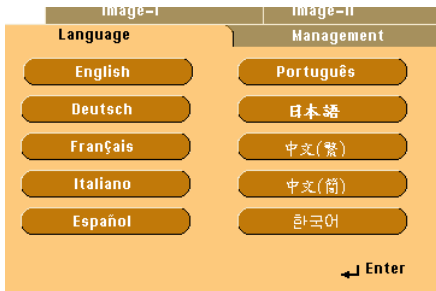 Image-I Image-II
Language Management
English Português
Deutsch 日本語
Français 中文(繁)
Italiano 中文(簡)
Español 한국어
Enter